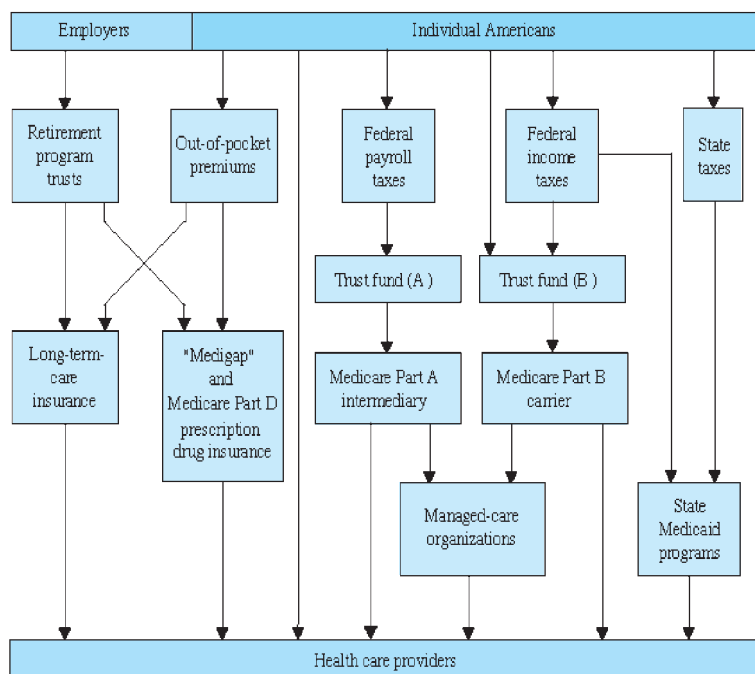 Employers
Individual Americans
Retirement
program
trusts
Out-of-pocket
premiums
Federal
payroll
taxes
Federal
income
taxes
State
taxes
Trust fund (A )
Trust fund (B )
Long-term-
care
insurance
"Medigap"
and
Medicare Part D
prescription
drug insurance
Medicare Part A
intermediary
Medicare Part B
carrier
Managed-care
organizations
State
Medicaid
programs
Health care providers